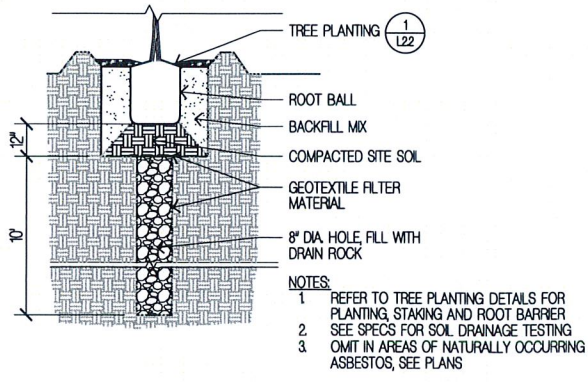 TREE PLANTING 1
L2.2
ROOT BALL
BACKFILL MIX
12"
COMPACTED SITE SOIL
GEOTEXTILE FILTER
MATERIAL
10'
8" DIA. HOLE, FILL WITH
DRAIN ROCK
NOTES:
1. REFER TO TREE PLANTING DETAILS FOR
PLANTING, STAKING AND ROOT BARRIER
2. SEE SPECS FOR SOIL DRAINAGE TESTING
3. OMIT IN AREAS OF NATURALLY OCCURRING
ASBESTOS, SEE PLANS